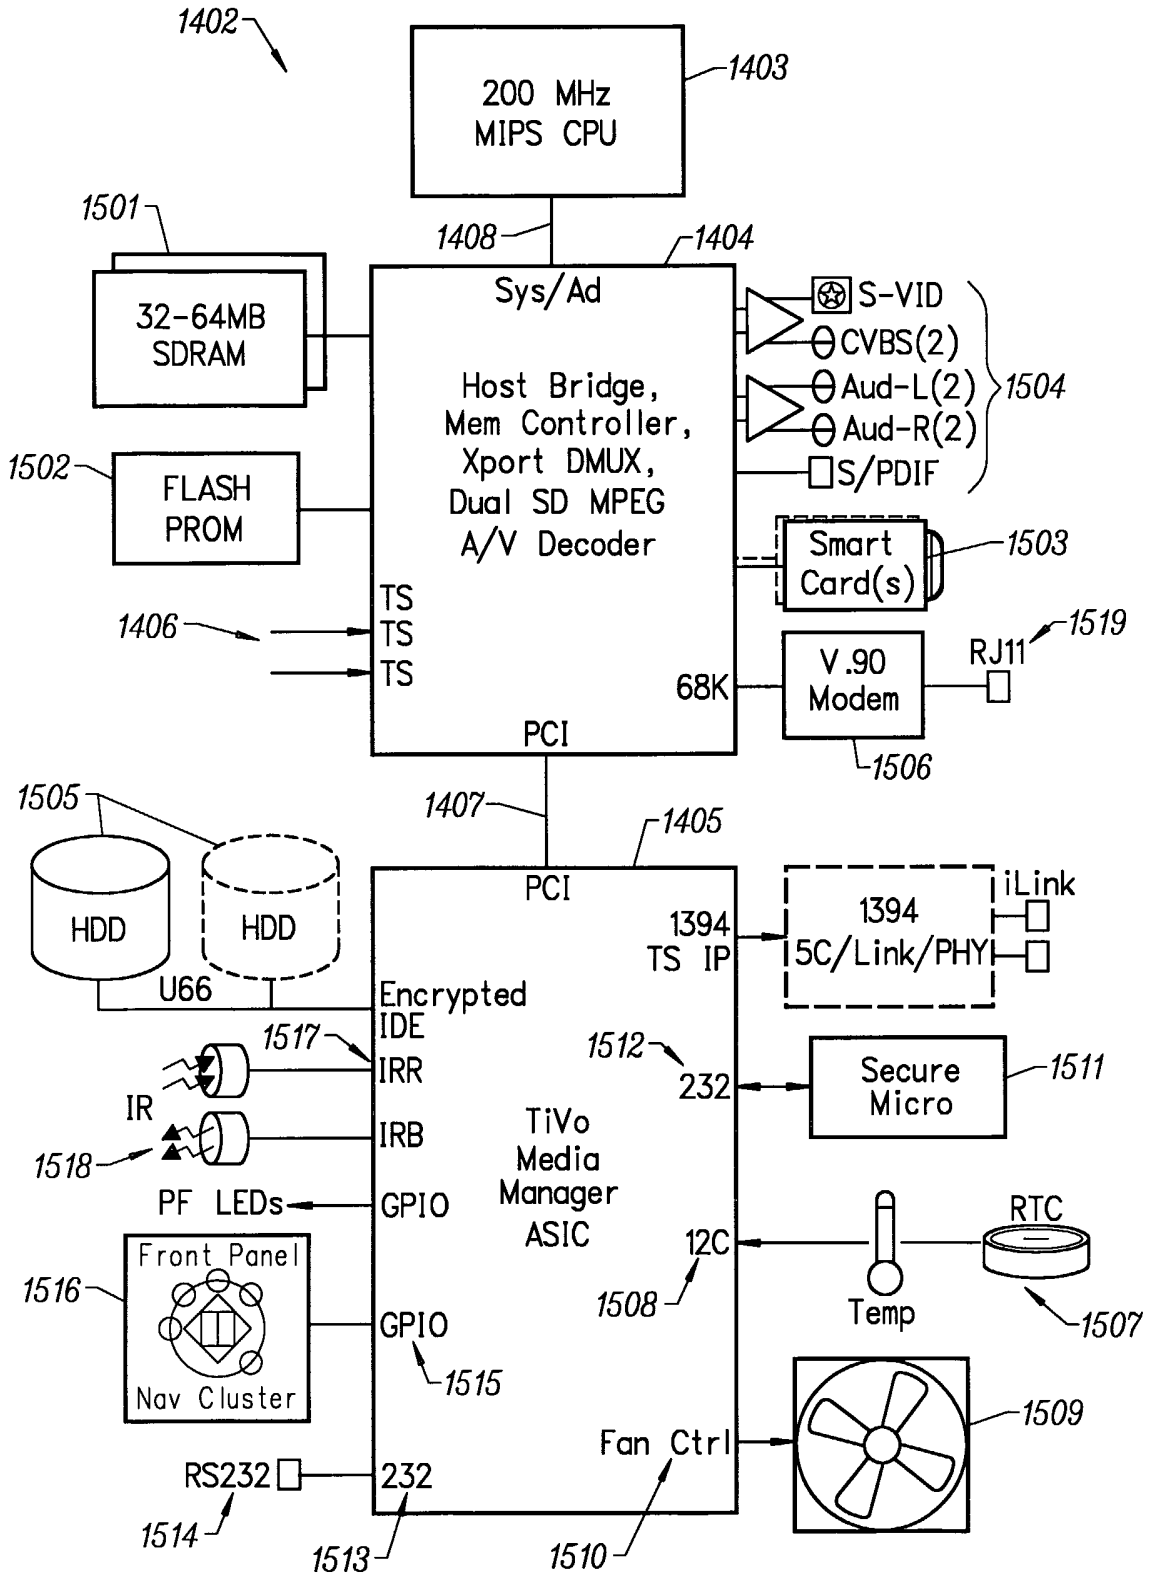 1402
200 MHz
MIPS CPU
1403
1408
1404
1501
32-64MB
SDRAM
Sys/Ad
Host Bridge,
Mem Controller,
Xport DMUX,
Dual SD MPEG
A/V Decoder
S-VID
CVBS(2)
Aud-L(2)
Aud-R(2)
S/PDIF
1504
1502
FLASH
PROM
Smart
Card(s)
1503
TS
TS
TS
1406
68K
V.90
Modem
RJ11
1519
1506
PCI
1407
1405
1505
HDD
HDD
U66
PCI
1394
TS IP
1394
5C/Link/PHY
iLink
Encrypted
IDE
1517
IRR
IR
IRB
1518
1512
232
Secure
Micro
1511
TiVo
Media
Manager
ASIC
PF LEDs
GPIO
12C
1508
Temp
RTC
1507
Front Panel
Nav Cluster
1516
GPIO
1515
Fan Ctrl
1509
1510
RS232
1514
232
1513